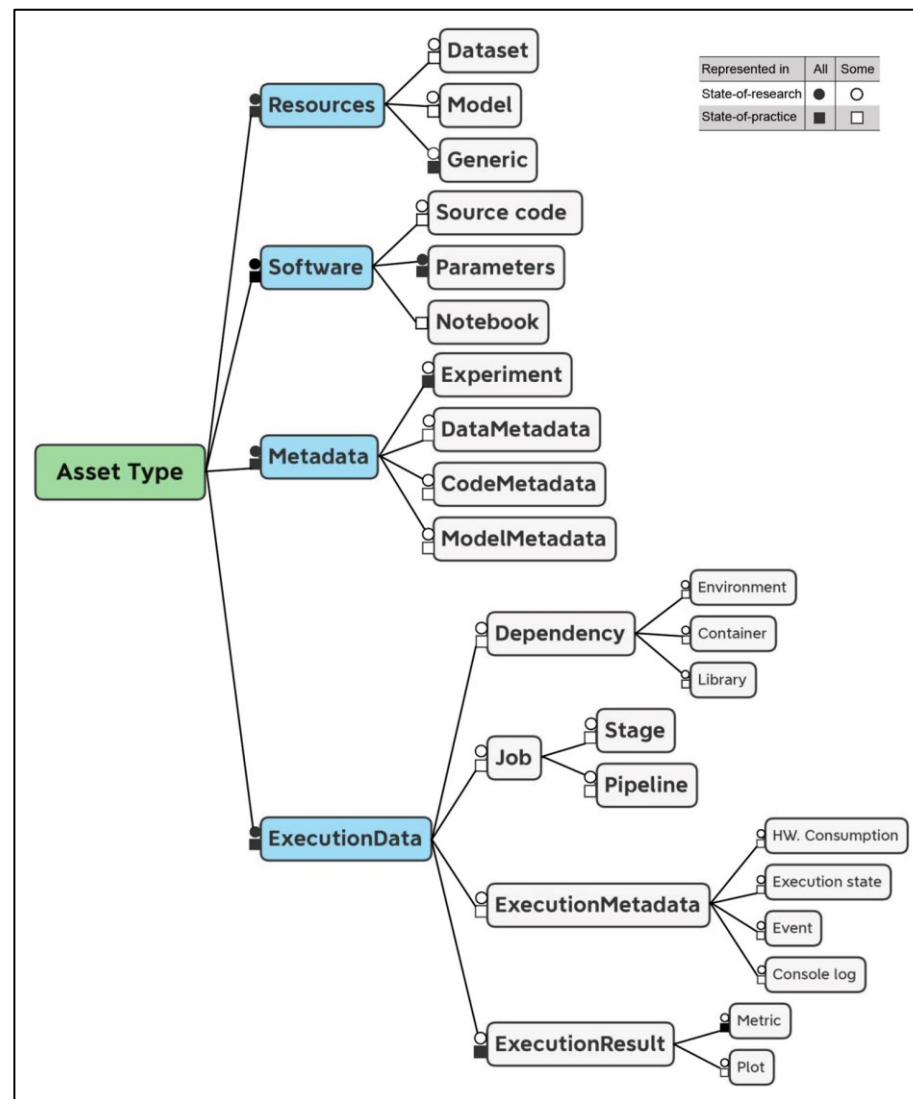 Dataset
Represented in All Some
Resources
Model
State-of-research
State-of-practice
Generic
Source code
Software
Parameters
Notebook
Experiment
DataMetadata
Asset Type
Metadata
CodeMetadata
ModelMetadata
Environment
Dependency
Container
Library
Stage
Job
Pipeline
ExecutionData
HW. Consumption
Execution state
ExecutionMetadata
Event
Console log
Metric
ExecutionResult
Plot